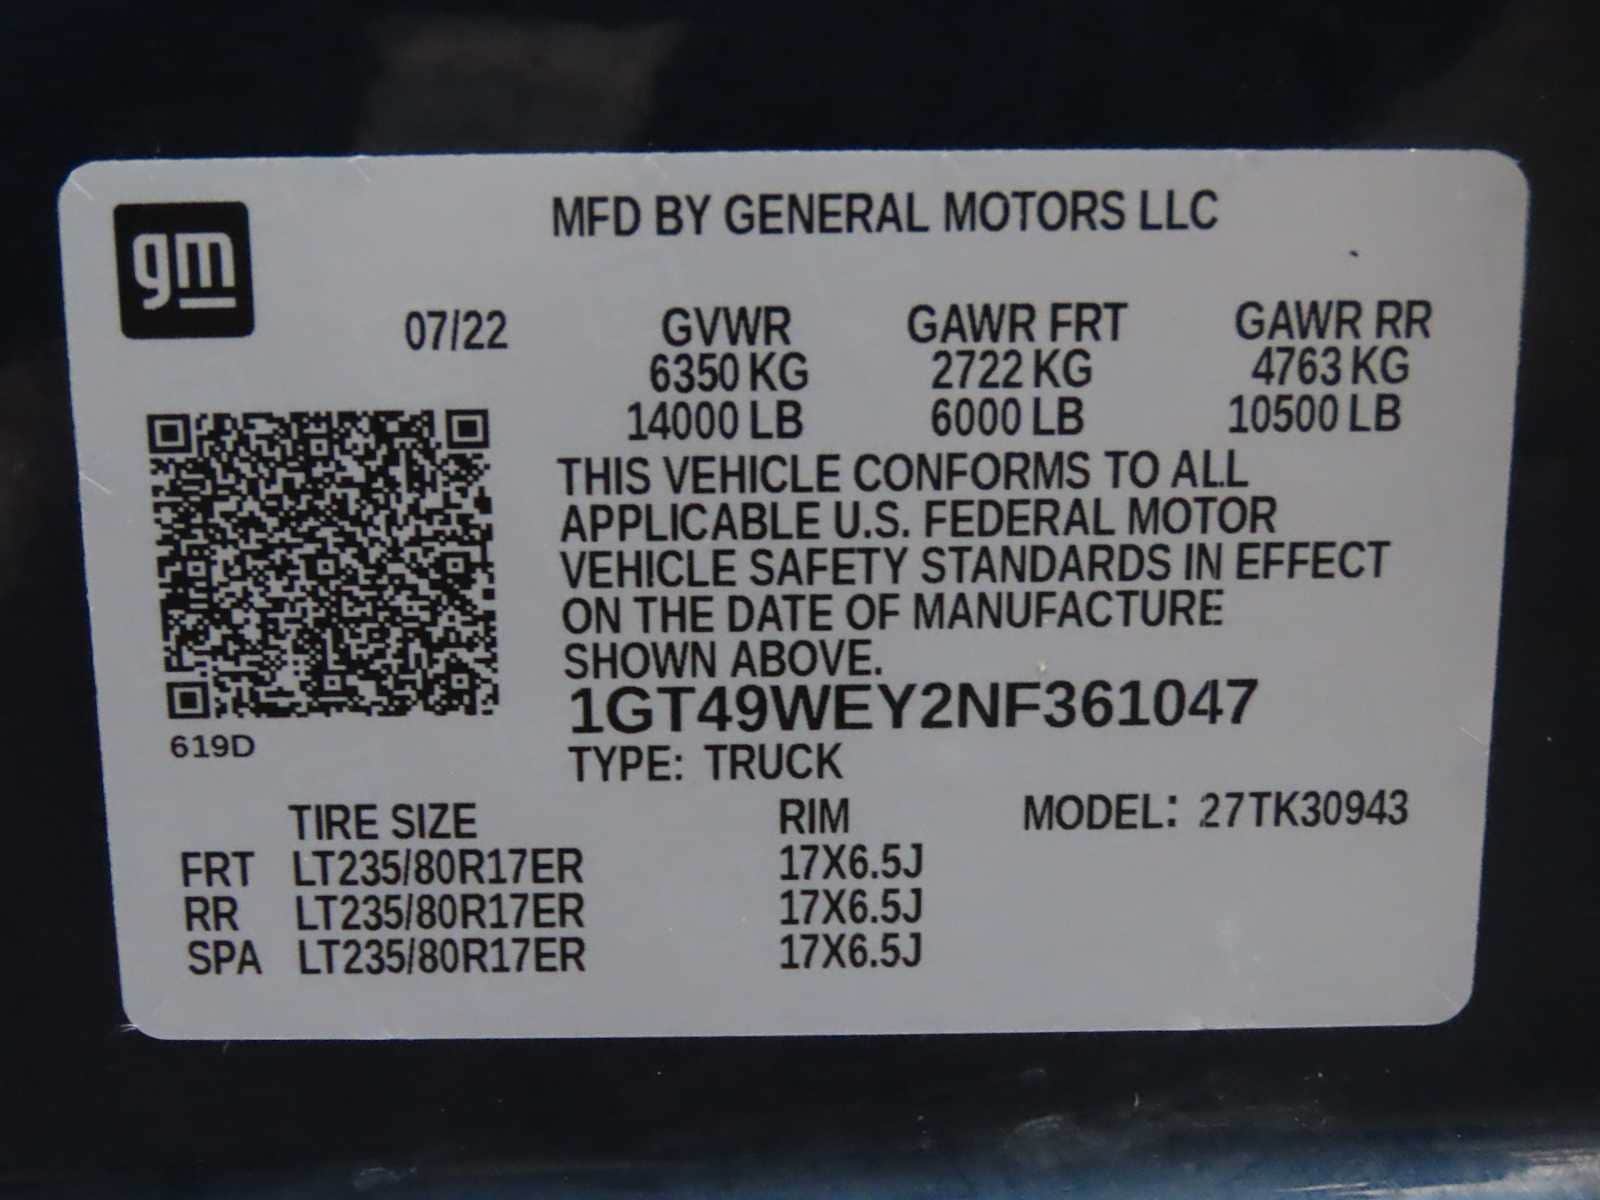 gm
MFD BY GENERAL MOTORS LLC
07/22 GVWR GAWR FRT GAWR RR
6350 KG 2722 KG 4763 KG
14000 LB 6000 LB 10500 LB
THIS VEHICLE CONFORMS TO ALL
APPLICABLE U.S. FEDERAL MOTOR
VEHICLE SAFETY STANDARDS IN EFFECT
ON THE DATE OF MANUFACTURE
SHOWN ABOVE.
1GT49WEY2NF361047
619D
TYPE: TRUCK
TIRE SIZE RIM MODEL: 27TK30943
FRT LT235/80R17ER 17X6.5J
RR LT235/80R17ER 17X6.5J
SPA LT235/80R17ER 17X6.5J